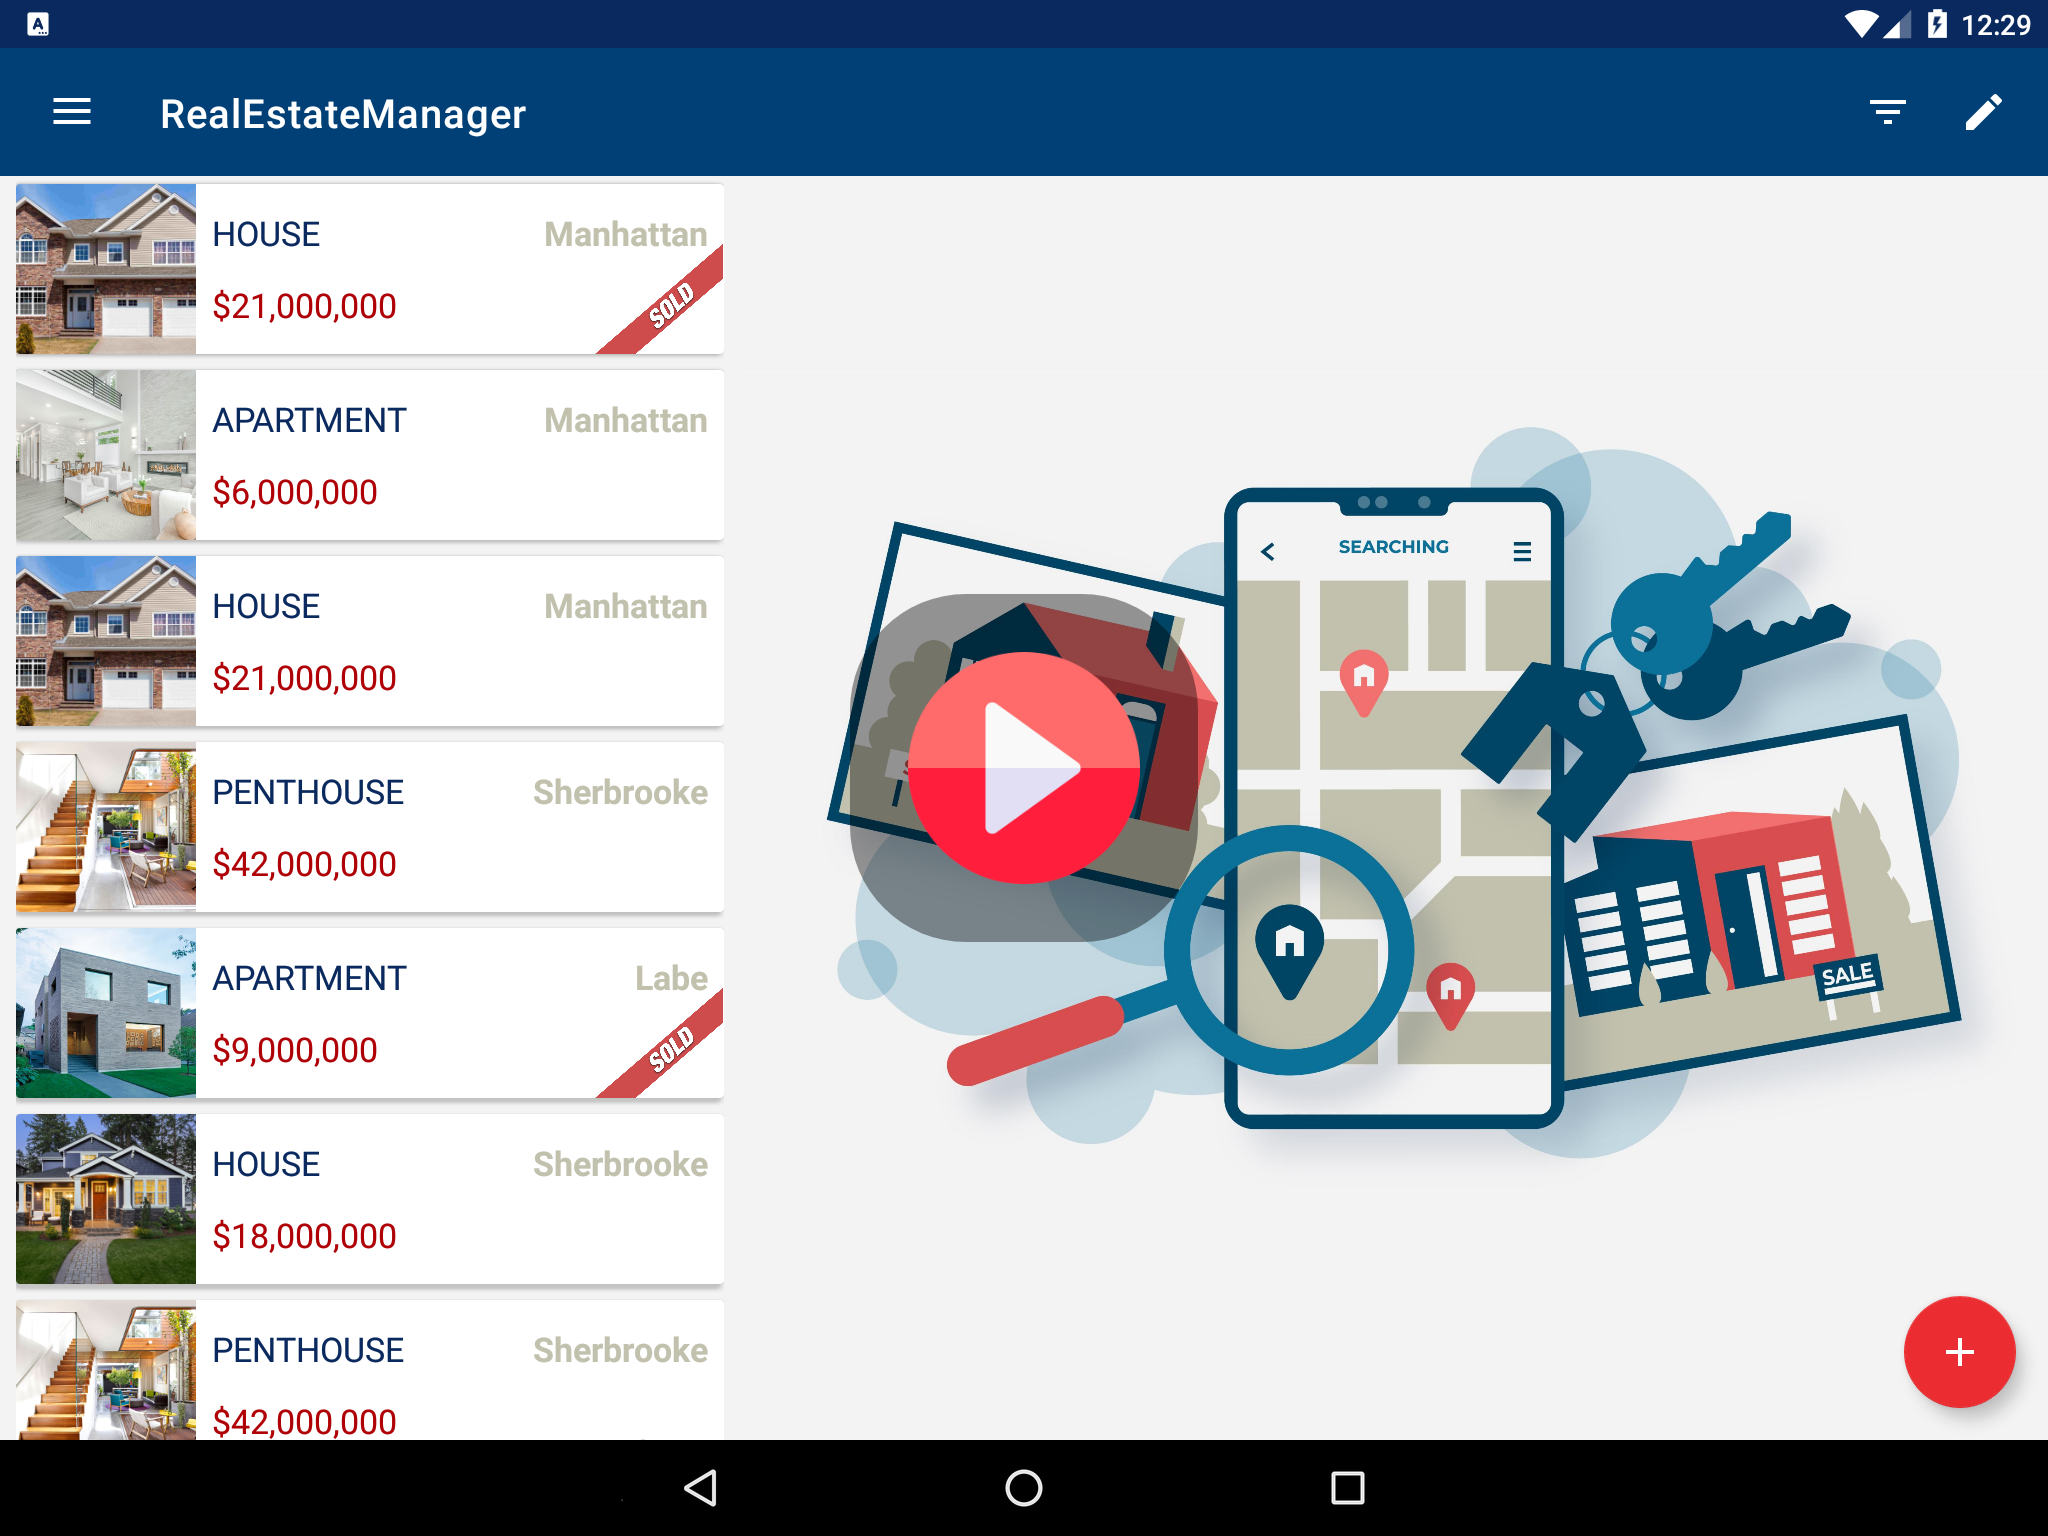 12:29
RealEstateManager
HOUSE Manhattan
$21,000,000
SOLD
APARTMENT Manhattan
$6,000,000
HOUSE Manhattan
$21,000,000
PENTHOUSE Sherbrooke
$42,000,000
APARTMENT Labe
$9,000,000
SOLD
HOUSE Sherbrooke
$18,000,000
PENTHOUSE Sherbrooke
$42,000,000
SEARCHING
SALE